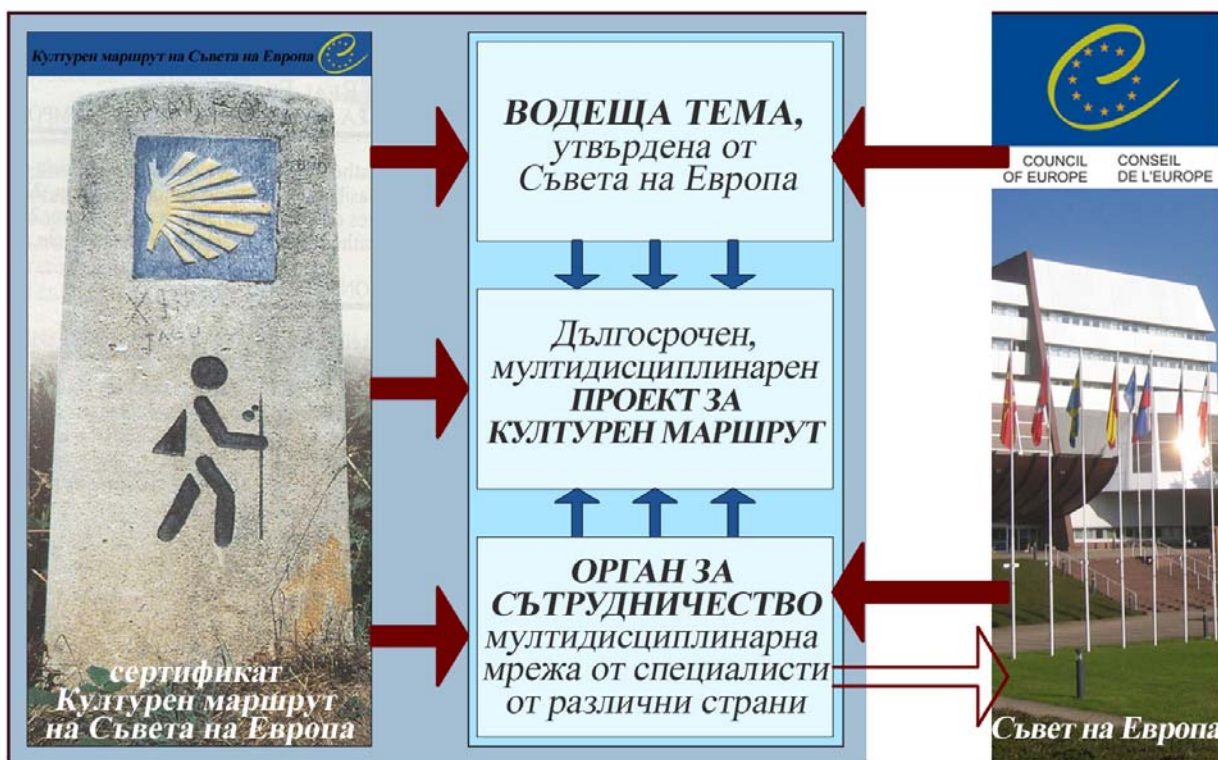 Културен маршрут на Съвета на Европа
ВОДЕЩА ТЕМА,
утвърдена от
Съвета на Европа
Дългосрочен,
мултидисциплинарен
ПРОЕКТ ЗА
КУЛТУРЕН МАРШРУТ
ОРГАН ЗА
СЪТРУДНИЧЕСТВО
мултидисциплинарна
мрежа от специалисти
от различни страни
сертификат
Културен маршрут
на Съвета на Европа
COUNCIL
OF EUROPE
CONSEIL
DE L'EUROPE
Съвет на Европа